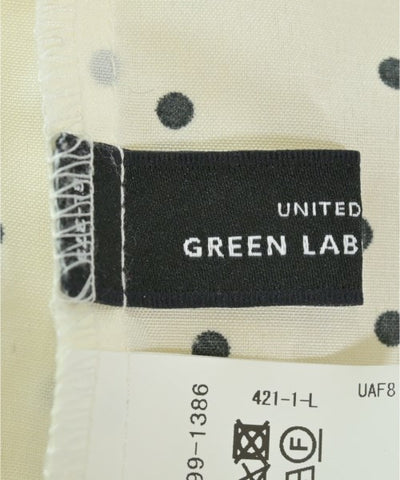 UNITED
GREEN LAB
421-1-L
UAF8
99-1386
F